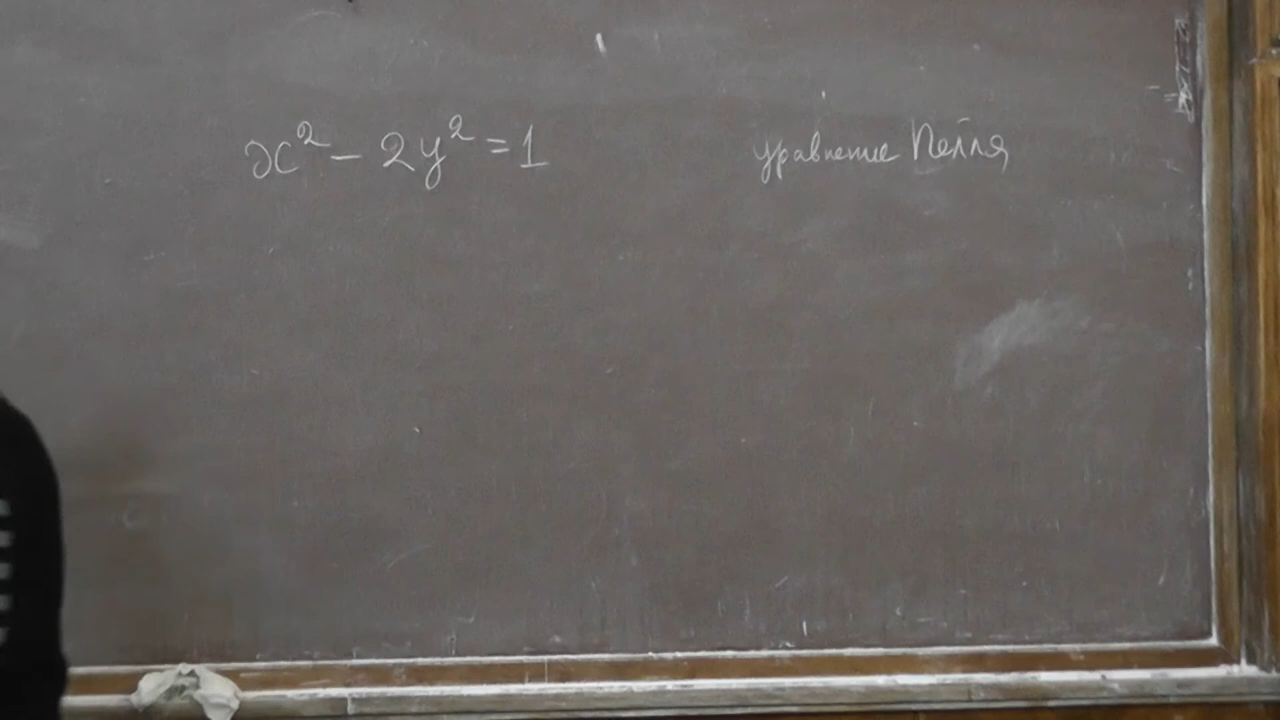 x² - 2y² = 1 уравнение Пелля,